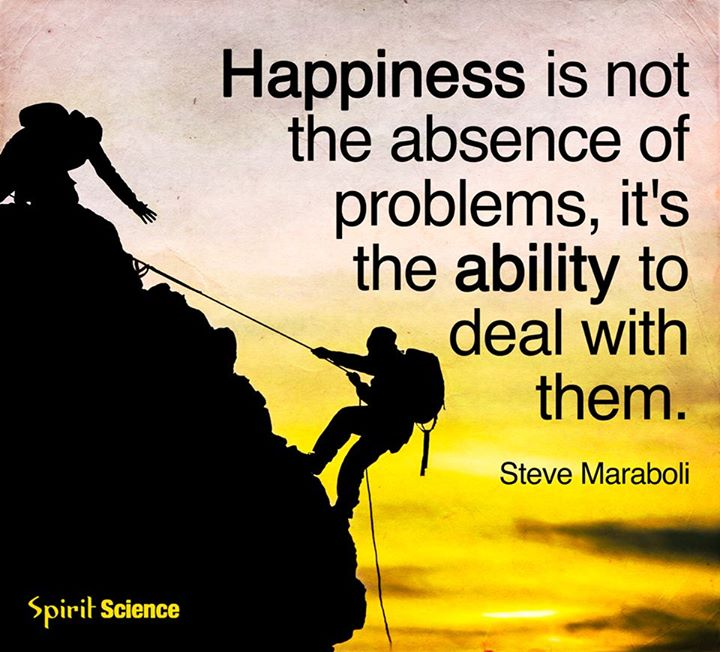 Happiness is not
the absence of
problems, it's
the ability to
deal with
them.
Steve Maraboli
Spirit Science